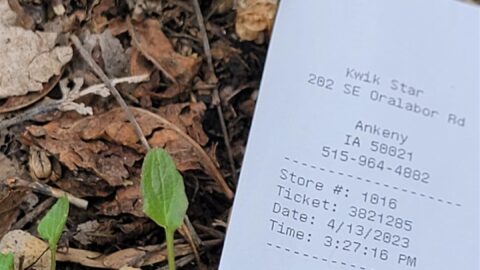 Kwik Star
202 SE Oralabor Rd
Ankeny
IA 50021
515-964-4082
--------------------------------
Store #: 1016
Ticket: 3821285
Date: 4/13/2023
Time: 3:27:16 PM
--------------------------------